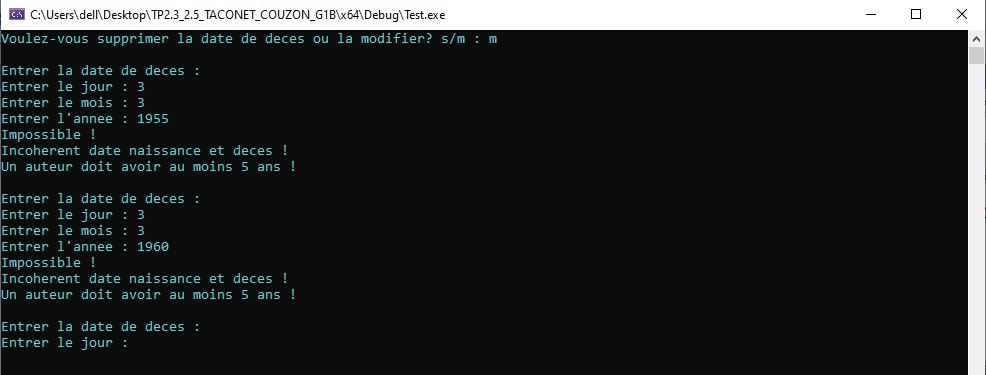 C:\Users\dell\Desktop\TP2.3_2.5_TACONET_COUZON_G1B\x64\Debug\Test.exe
Voulez-vous supprimer la date de deces ou la modifier? s/m : m
Entrer la date de deces :
Entrer le jour : 3
Entrer le mois : 3
Entrer l'annee : 1955
Impossible !
Incoherent date naissance et deces !
Un auteur doit avoir au moins 5 ans !
Entrer la date de deces :
Entrer le jour : 3
Entrer le mois : 3
Entrer l'annee : 1960
Impossible !
Incoherent date naissance et deces !
Un auteur doit avoir au moins 5 ans !
Entrer la date de deces :
Entrer le jour :